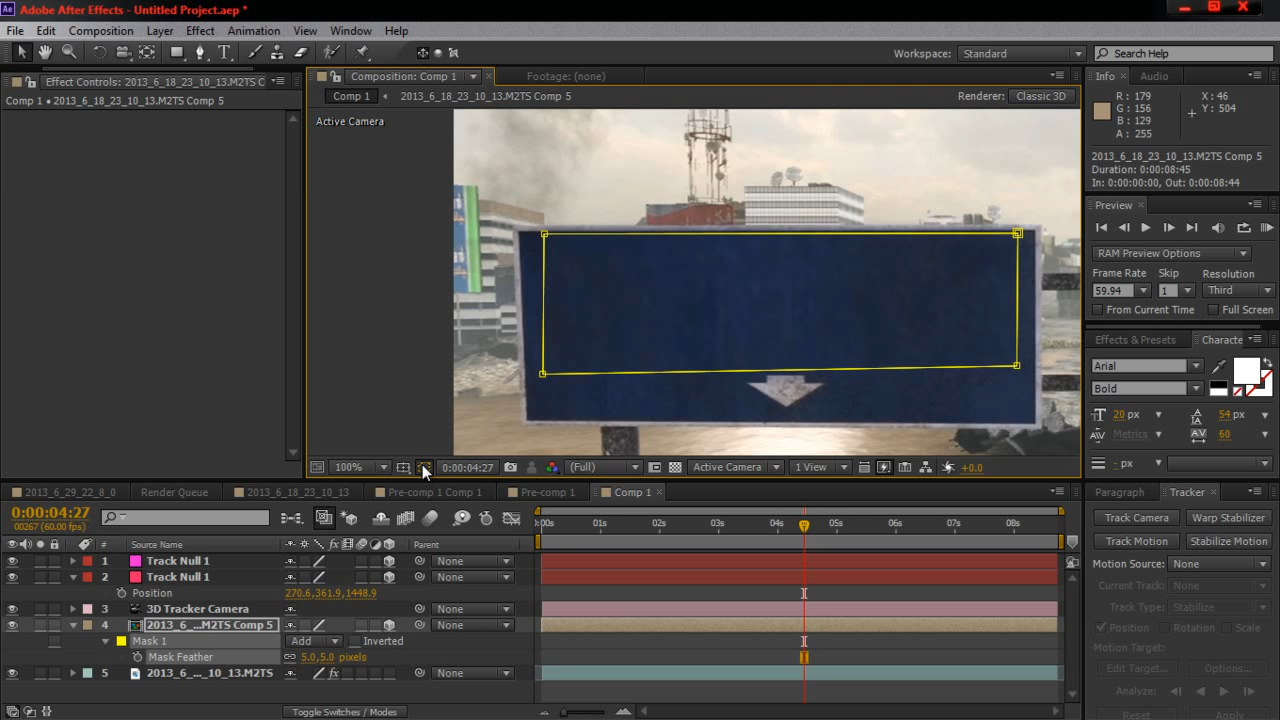 Adobe After Effects - Untitled Project.aep *
File Edit Composition Layer Effect Animation View Window Help
Workspace: Standard Search Help
Effect Controls: 2013_6_18_23_10_13.M2TS C
Comp 1 • 2013_6_18_23_10_13.M2TS Comp 5
Composition: Comp 1 Footage: (none)
Comp 1 2013_6_18_23_10_13.M2TS Comp 5 Renderer: Classic 3D
Active Camera
100% 0:00:04:27 (Full) Active Camera 1 View +0.0
Info Audio
R: 179 X: 46
G: 156 Y: 504
B: 129
A: 255
2013_6_18_23_10_13.M2TS Comp 5
Duration: 0:00:08:45
In: 0:00:00:00, Out: 0:00:08:44
Preview
RAM Preview Options
Frame Rate Skip Resolution
59.94 1 Third
From Current Time Full Screen
Effects & Presets Characte
Arial
Bold
20 px 54 px
Metrics 60
- px
2013_6_29_22_8_0 Render Queue 2013_6_18_23_10_13 Pre-comp 1 Comp 1 Pre-comp 1 Comp 1
0:00:04:27
00267 (60.00 fps)
# Source Name fx Parent
:00s 01s 02s 03s 04s 05s 06s 07s 08s
1 Track Null 1 None
2 Track Null 1 None
Position 270.6,361.9,1448.9
3 3D Tracker Camera None
4 2013_6_...M2TS Comp 5 None
Mask 1 Add Inverted
Mask Feather 5.0,5.0 pixels
5 2013_6_..._10_13.M2TS fx None
Toggle Switches / Modes
Paragraph Tracker
Track Camera Warp Stabilizer
Track Motion Stabilize Motion
Motion Source: None
Current Track: None
Track Type: Stabilize
Position Rotation Scale
Motion Target:
Edit Target... Options...
Analyze:
Reset Apply